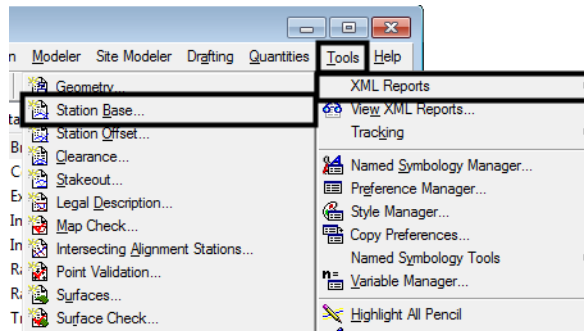 Modeler Site Modeler Drafting Quantities Tools Help
Geometry...
Station Base...
Station Offset...
Clearance...
Stakeout...
Legal Description...
Map Check...
Intersecting Alignment Stations...
Point Validation...
Surfaces...
Surface Check...
XML Reports
View XML Reports...
Tracking
Named Symbology Manager...
Preference Manager...
Style Manager...
Copy Preferences...
Named Symbology Tools
Variable Manager...
Highlight All Pencil